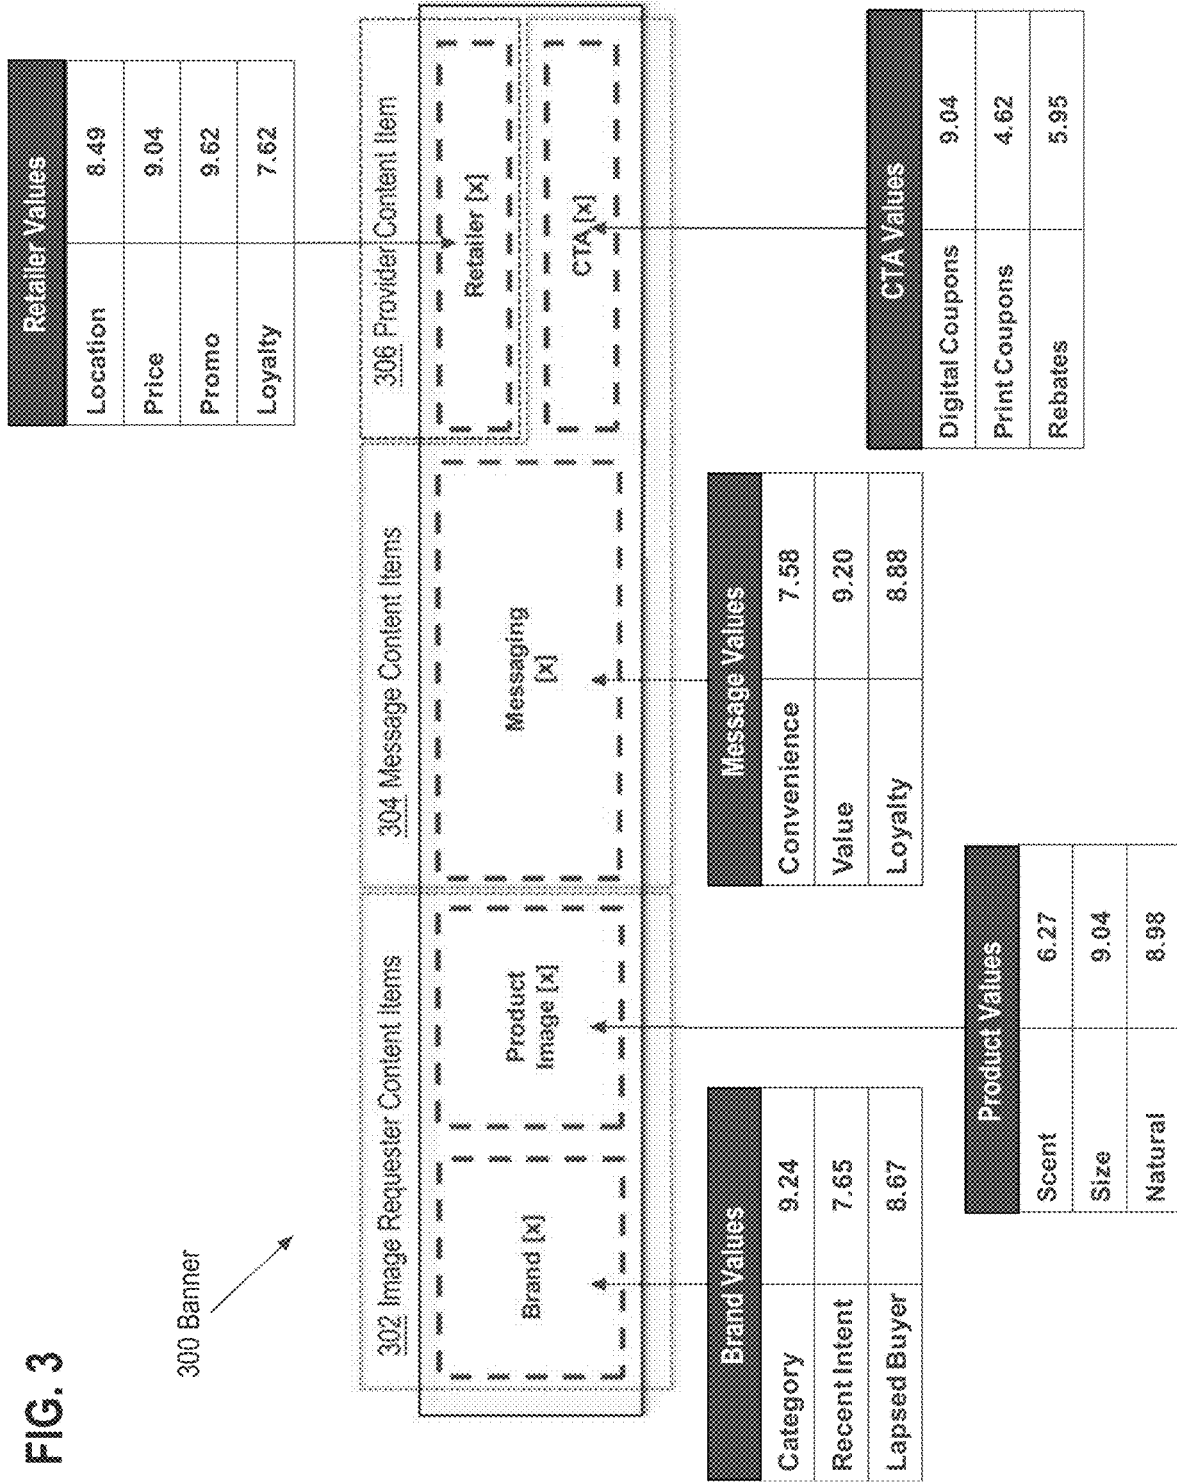 FIG. 3
300 Banner
Retailer Values
Location 8.49
Price 9.04
Promo 9.62
Loyalty 7.62
302 Image Requester Content Items
304 Message Content Items
306 Provider Content Item
Brand [x]
Product
Image [x]
Messaging
[x]
Retailer [x]
CTA [x]
Brand Values
Category 9.24
Recent Intent 7.65
Lapsed Buyer 8.67
Product Values
Scent 6.27
Size 9.04
Natural 8.98
Message Values
Convenience 7.58
Value 9.20
Loyalty 8.88
CTA Values
Digital Coupons 9.04
Print Coupons 4.62
Rebates 5.95